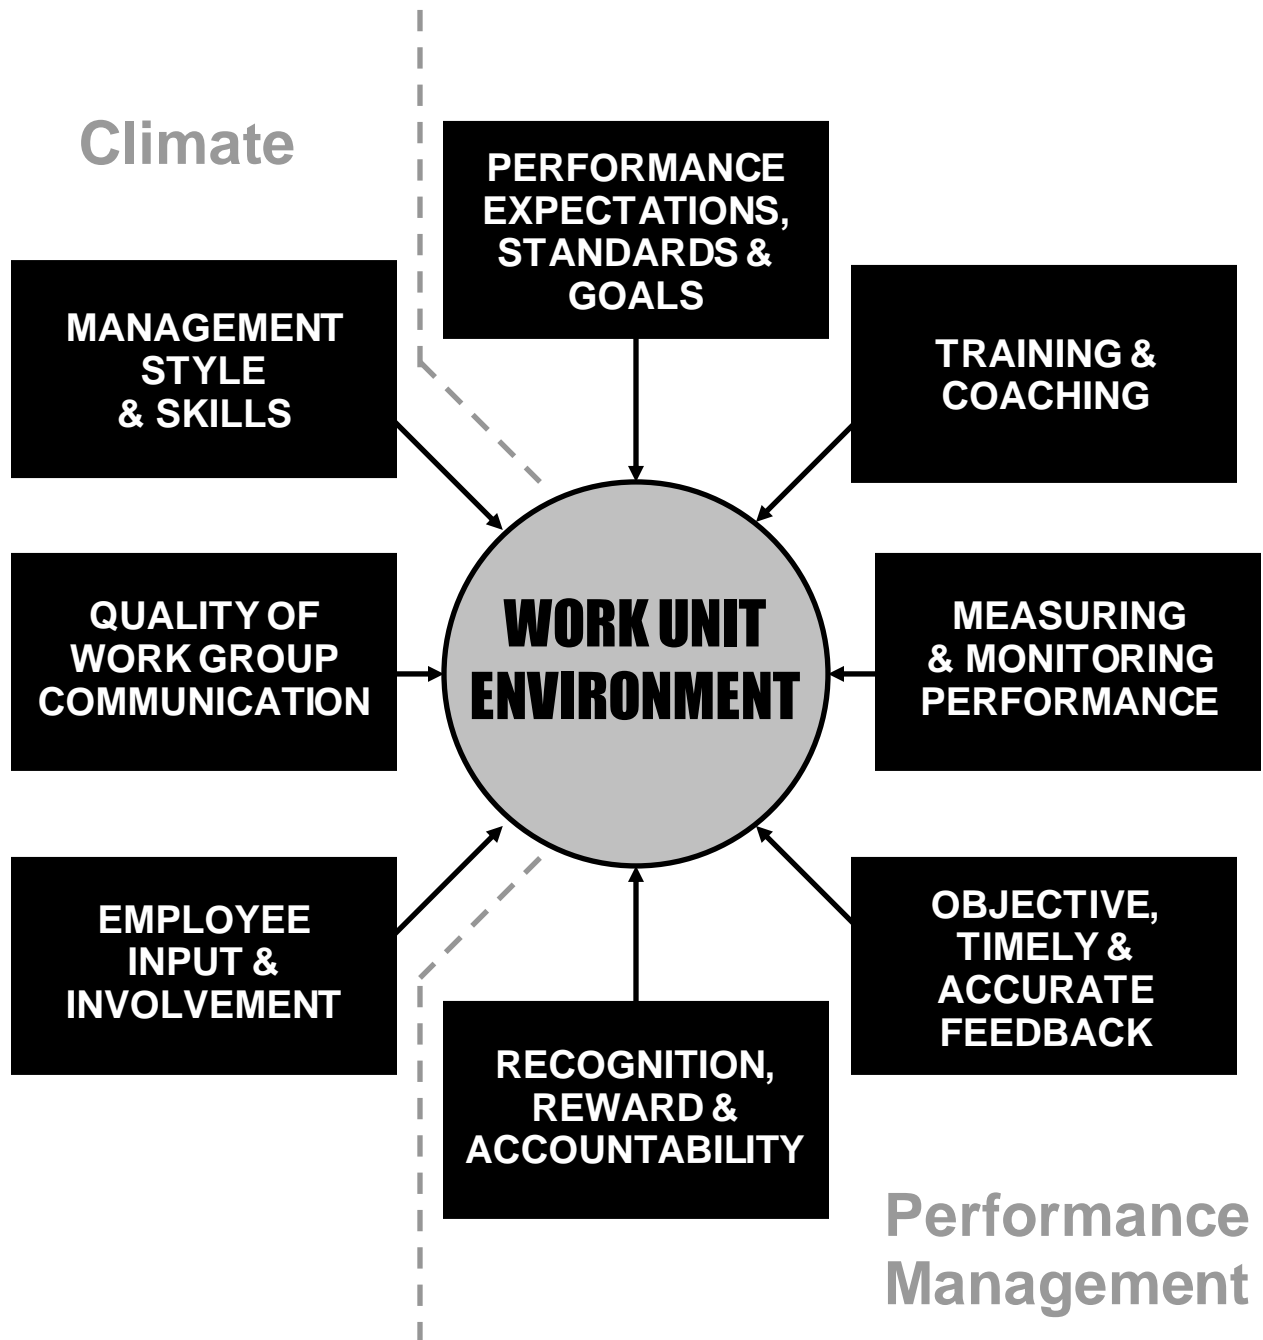 Climate
PERFORMANCE
EXPECTATIONS,
STANDARDS &
GOALS
MANAGEMENT
STYLE
& SKILLS
TRAINING &
COACHING
QUALITY OF
WORK GROUP
COMMUNICATION
WORK UNIT
ENVIRONMENT
MEASURING
& MONITORING
PERFORMANCE
EMPLOYEE
INPUT &
INVOLVEMENT
OBJECTIVE,
TIMELY &
ACCURATE
FEEDBACK
RECOGNITION,
REWARD &
ACCOUNTABILITY
Performance
Management